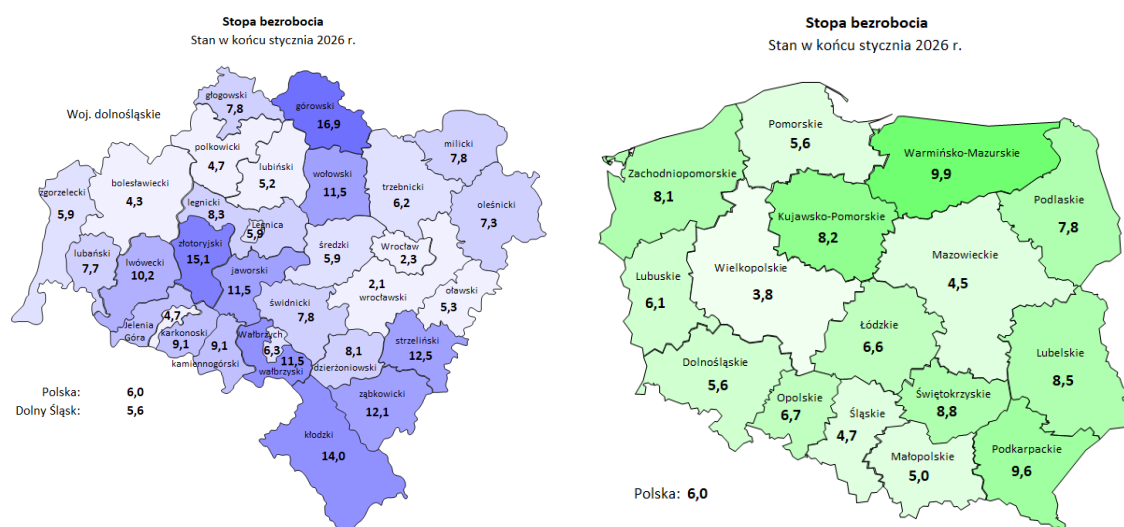 Stopa bezrobocia
Stan w końcu stycznia 2026 r.
Woj. dolnośląskie
głogowski
7,8
górowski
16,9
polkowicki
4,7
lubiński
5,2
wołowski
11,5
milicki
7,8
trzebnicki
6,2
zgorzelecki
5,9
bolesławiecki
4,3
legnicki
8,3
Legnica
5,9
oleśnicki
7,3
lubański
7,7
lwówecki
10,2
złotoryjski
15,1
średzki
5,9
Wrocław
2,3
jaworski
11,5
2,1
wrocławski
oławski
5,3
świdnicki
7,8
4,7
Jelenia
Góra
karkonoski
9,1
9,1
kamiennogórski
Wałbrzych
6,3
11,5
wałbrzyski
8,1
dzierżoniowski
strzeliński
12,5
ząbkowicki
12,1
kłodzki
14,0
Polska: 6,0
Dolny Śląsk: 5,6
Stopa bezrobocia
Stan w końcu stycznia 2026 r.
Pomorskie
5,6
Warmińsko-Mazurskie
9,9
Zachodniopomorskie
8,1
Podlaskie
7,8
Kujawsko-Pomorskie
8,2
Mazowieckie
4,5
Lubuskie
6,1
Wielkopolskie
3,8
Łódzkie
6,6
Lubelskie
8,5
Dolnośląskie
5,6
Opolskie
6,7
Śląskie
4,7
Świętokrzyskie
8,8
Małopolskie
5,0
Podkarpackie
9,6
Polska: 6,0